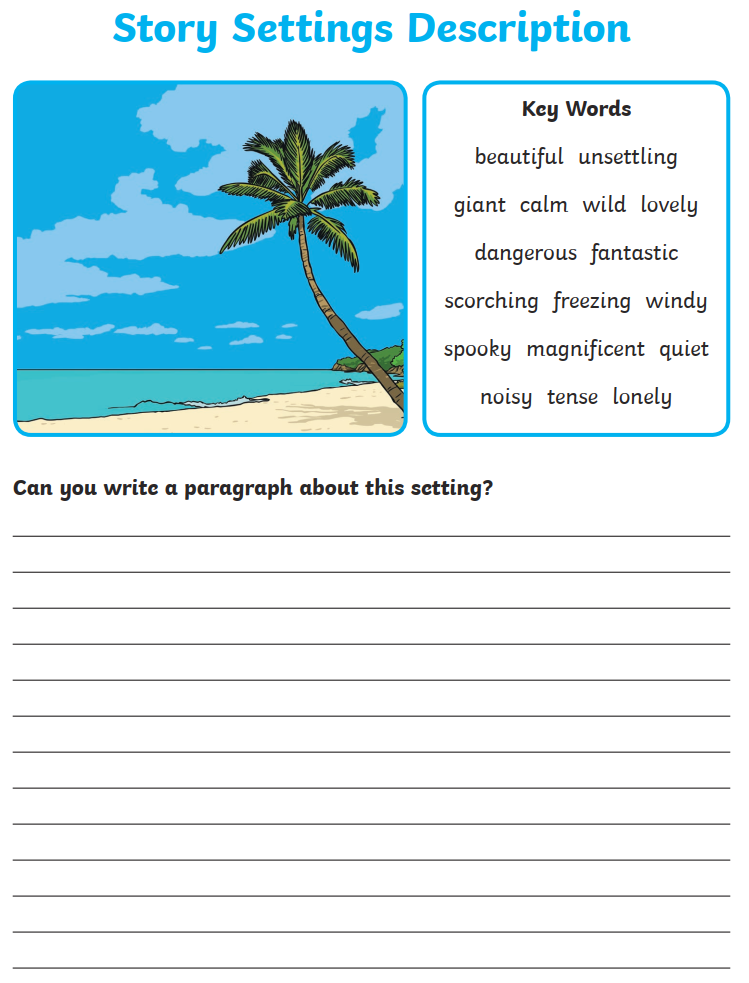 Story Settings Description
Key Words
beautiful unsettling
giant calm wild lovely
dangerous fantastic
scorching freezing windy
spooky magnificent quiet
noisy tense lonely
Can you write a paragraph about this setting?